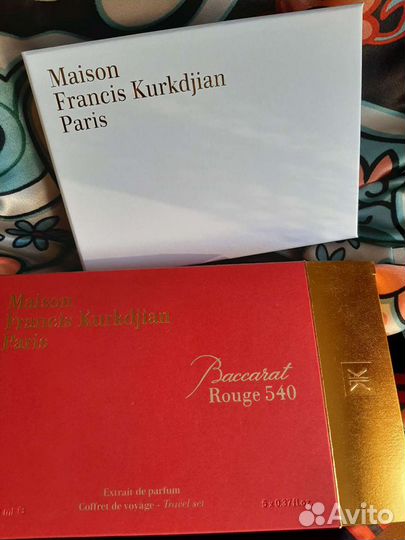 Maison
Francis Kurkdjian
Paris
Maison
Francis Kurkdjian
Paris
Baccarat
Rouge 540
Extrait de parfum
Coffret de voyage - Travel set
5 x 0.37 fl oz
Avito